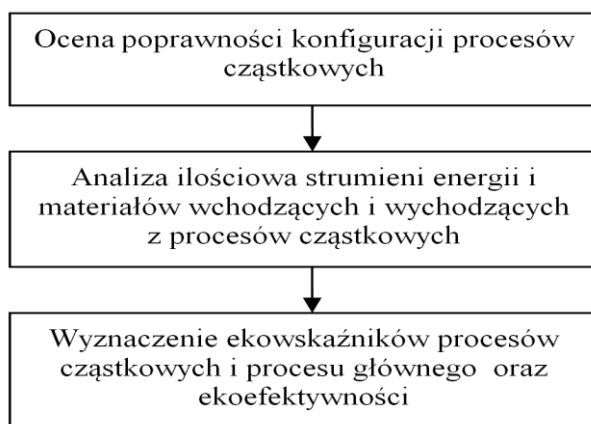 Ocena poprawności konfiguracji procesów
cząstkowych
Analiza ilościowa strumieni energii i
materiałów wchodzących i wychodzących
z procesów cząstkowych
Wyznaczenie ekowskaźników procesów
cząstkowych i procesu głównego oraz
ekoefektywności